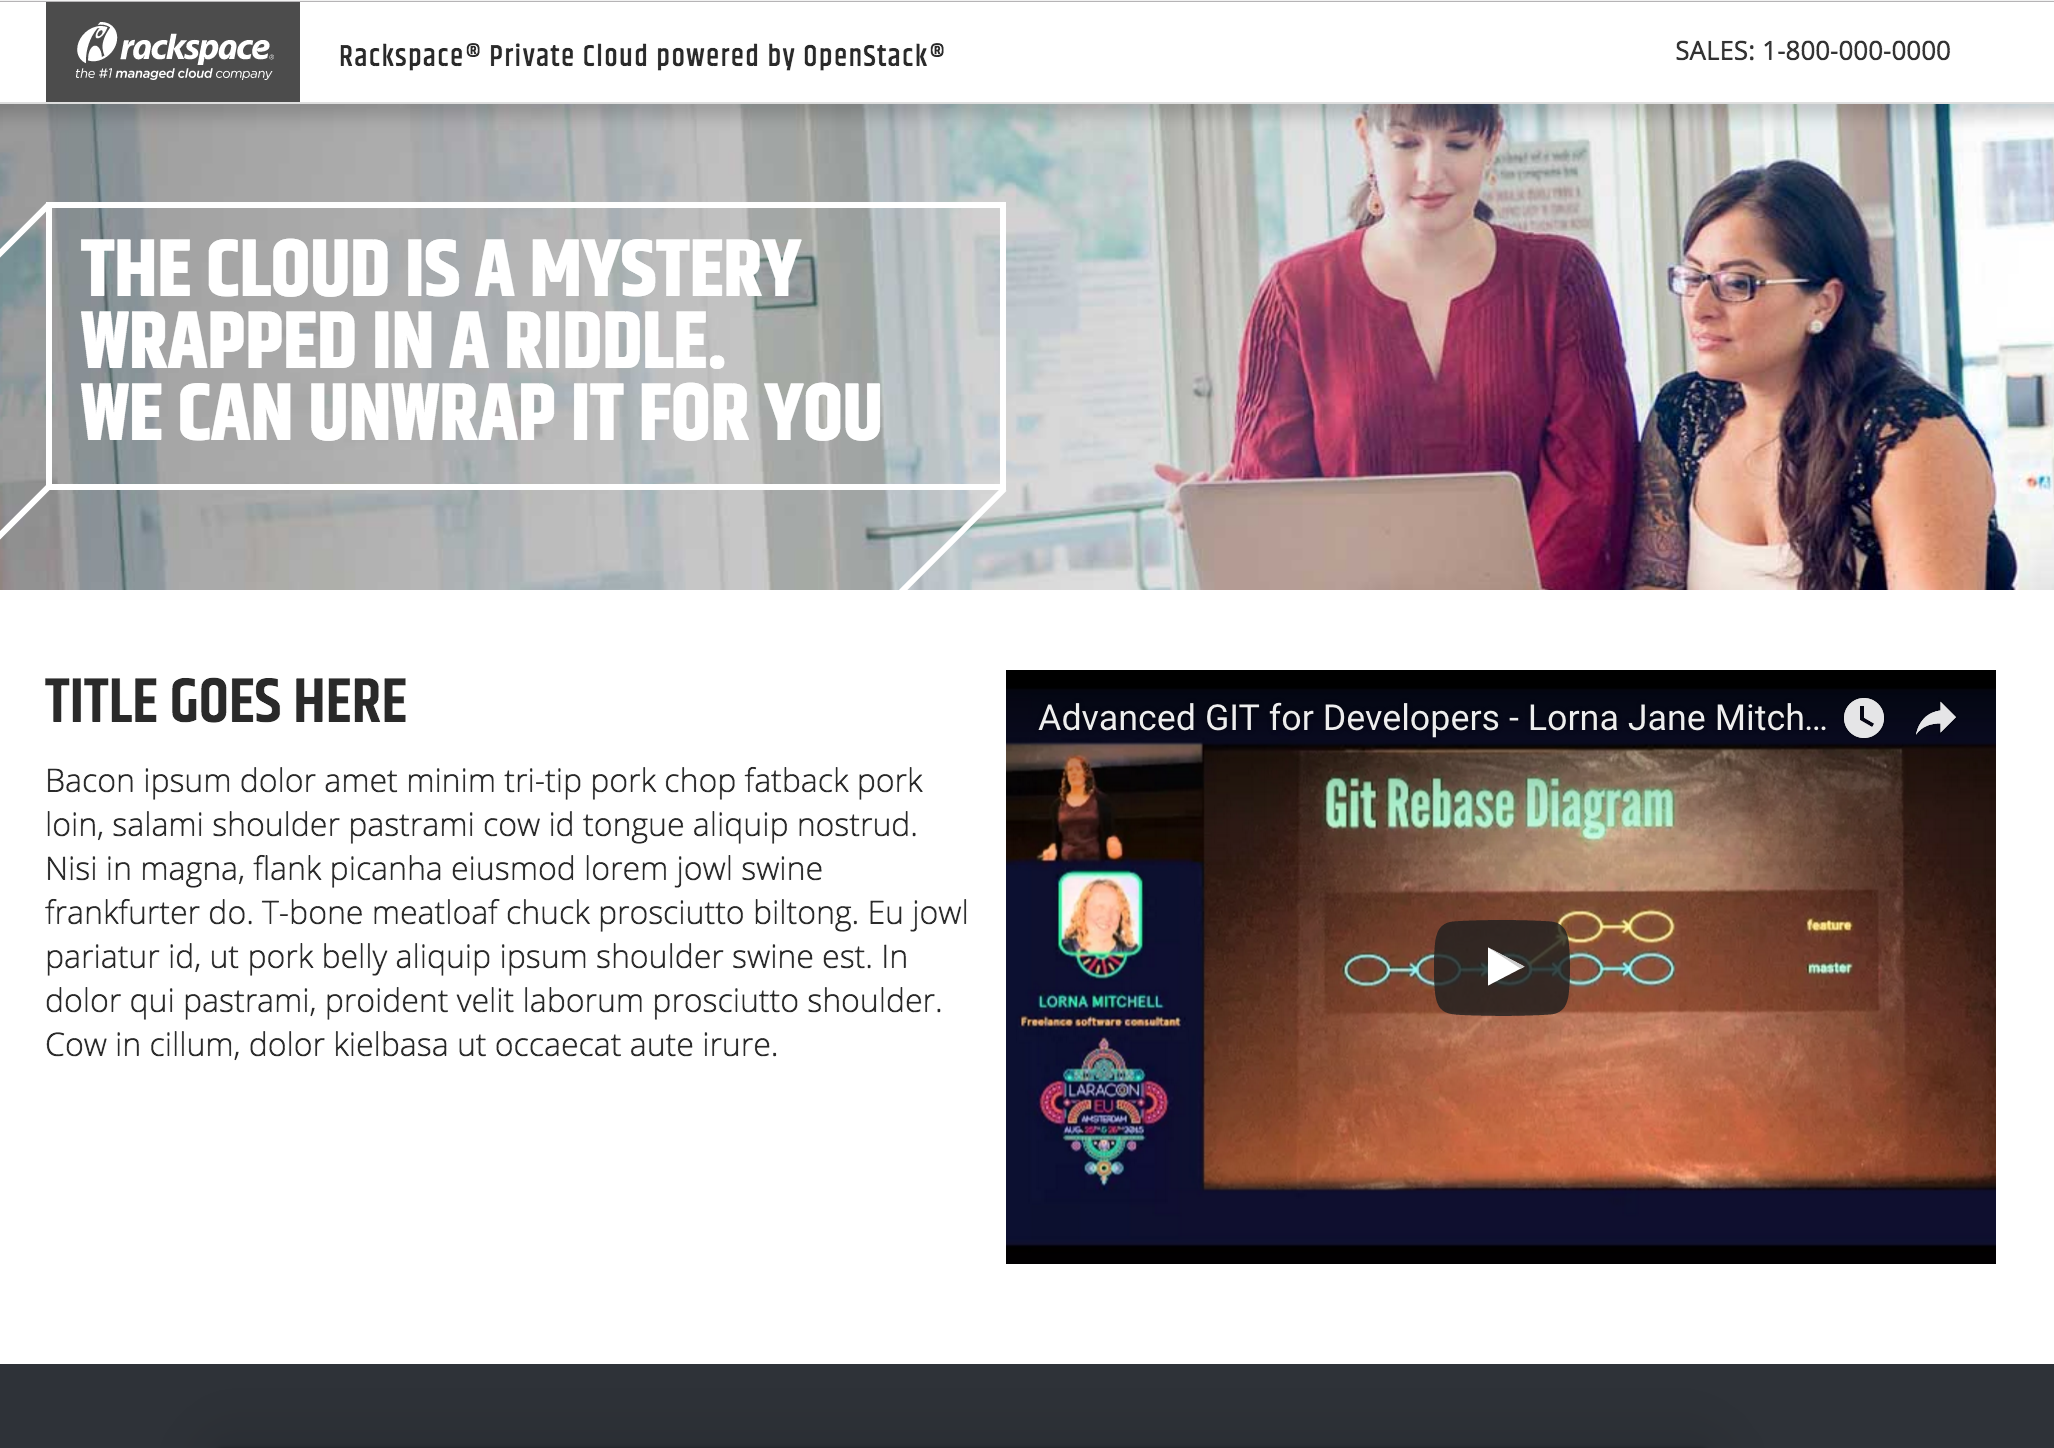 rackspace®
the #1 managed cloud company
Rackspace® Private Cloud powered by OpenStack®
SALES: 1-800-000-0000
THE CLOUD IS A MYSTERY
WRAPPED IN A RIDDLE.
WE CAN UNWRAP IT FOR YOU
TITLE GOES HERE
Bacon ipsum dolor amet minim tri-tip pork chop fatback pork
loin, salami shoulder pastrami cow id tongue aliquip nostrud.
Nisi in magna, flank picanha eiusmod lorem jowl swine
frankfurter do. T-bone meatloaf chuck prosciutto biltong. Eu jowl
pariatur id, ut pork belly aliquip ipsum shoulder swine est. In
dolor qui pastrami, proident velit laborum prosciutto shoulder.
Cow in cillum, dolor kielbasa ut occaecat aute irure.
Advanced GIT for Developers - Lorna Jane Mitch...
Git Rebase Diagram
feature
master
LORNA MITCHELL
Freelance software consultant
LARACON
EU
AMSTERDAM